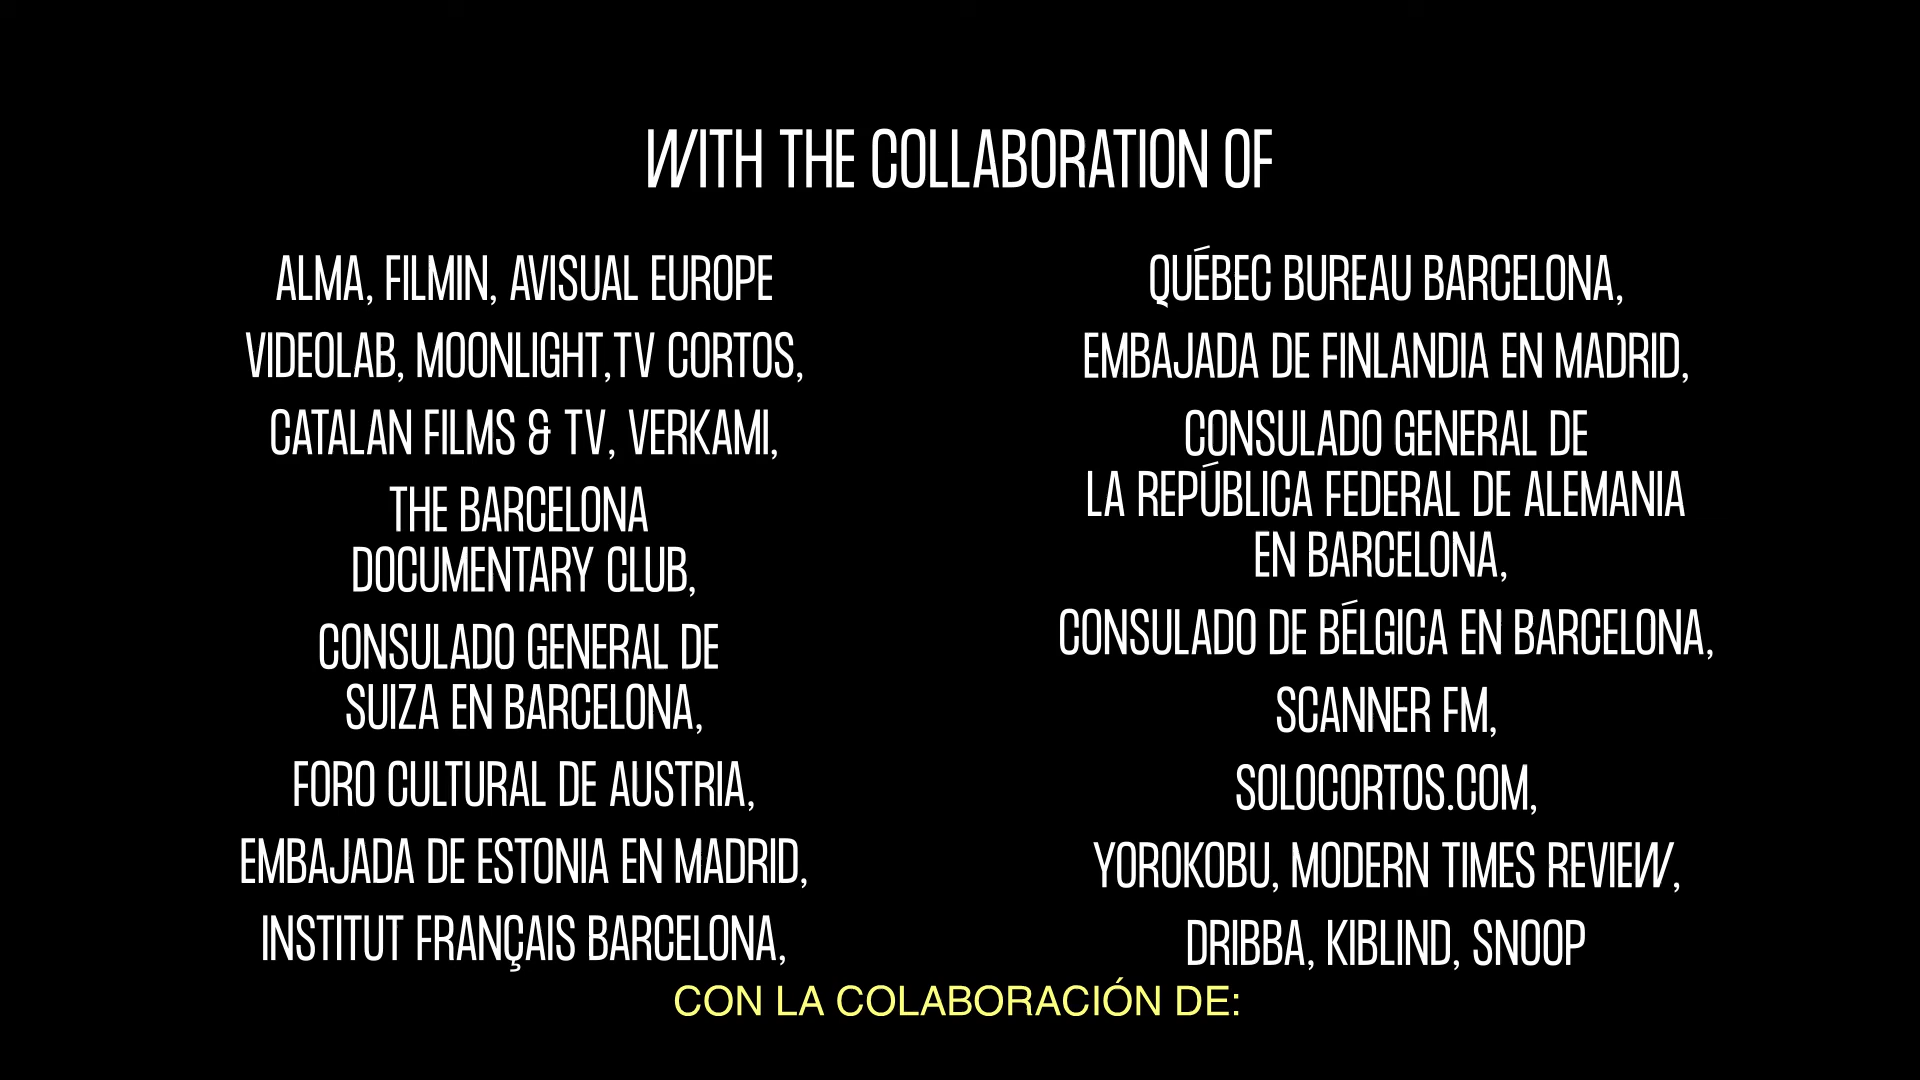 WITH THE COLLABORATION OF
ALMA, FILMIN, AVISUAL EUROPE
VIDEOLAB, MOONLIGHT,TV CORTOS,
CATALAN FILMS & TV, VERKAMI,
THE BARCELONA
DOCUMENTARY CLUB,
CONSULADO GENERAL DE
SUIZA EN BARCELONA,
FORO CULTURAL DE AUSTRIA,
EMBAJADA DE ESTONIA EN MADRID,
INSTITUT FRANÇAIS BARCELONA,
QUÉBEC BUREAU BARCELONA,
EMBAJADA DE FINLANDIA EN MADRID,
CONSULADO GENERAL DE
LA REPÚBLICA FEDERAL DE ALEMANIA
EN BARCELONA,
CONSULADO DE BÉLGICA EN BARCELONA,
SCANNER FM,
SOLOCORTOS.COM,
YOROKOBU, MODERN TIMES REVIEW,
DRIBBA, KIBLIND, SNOOP
CON LA COLABORACIÓN DE: